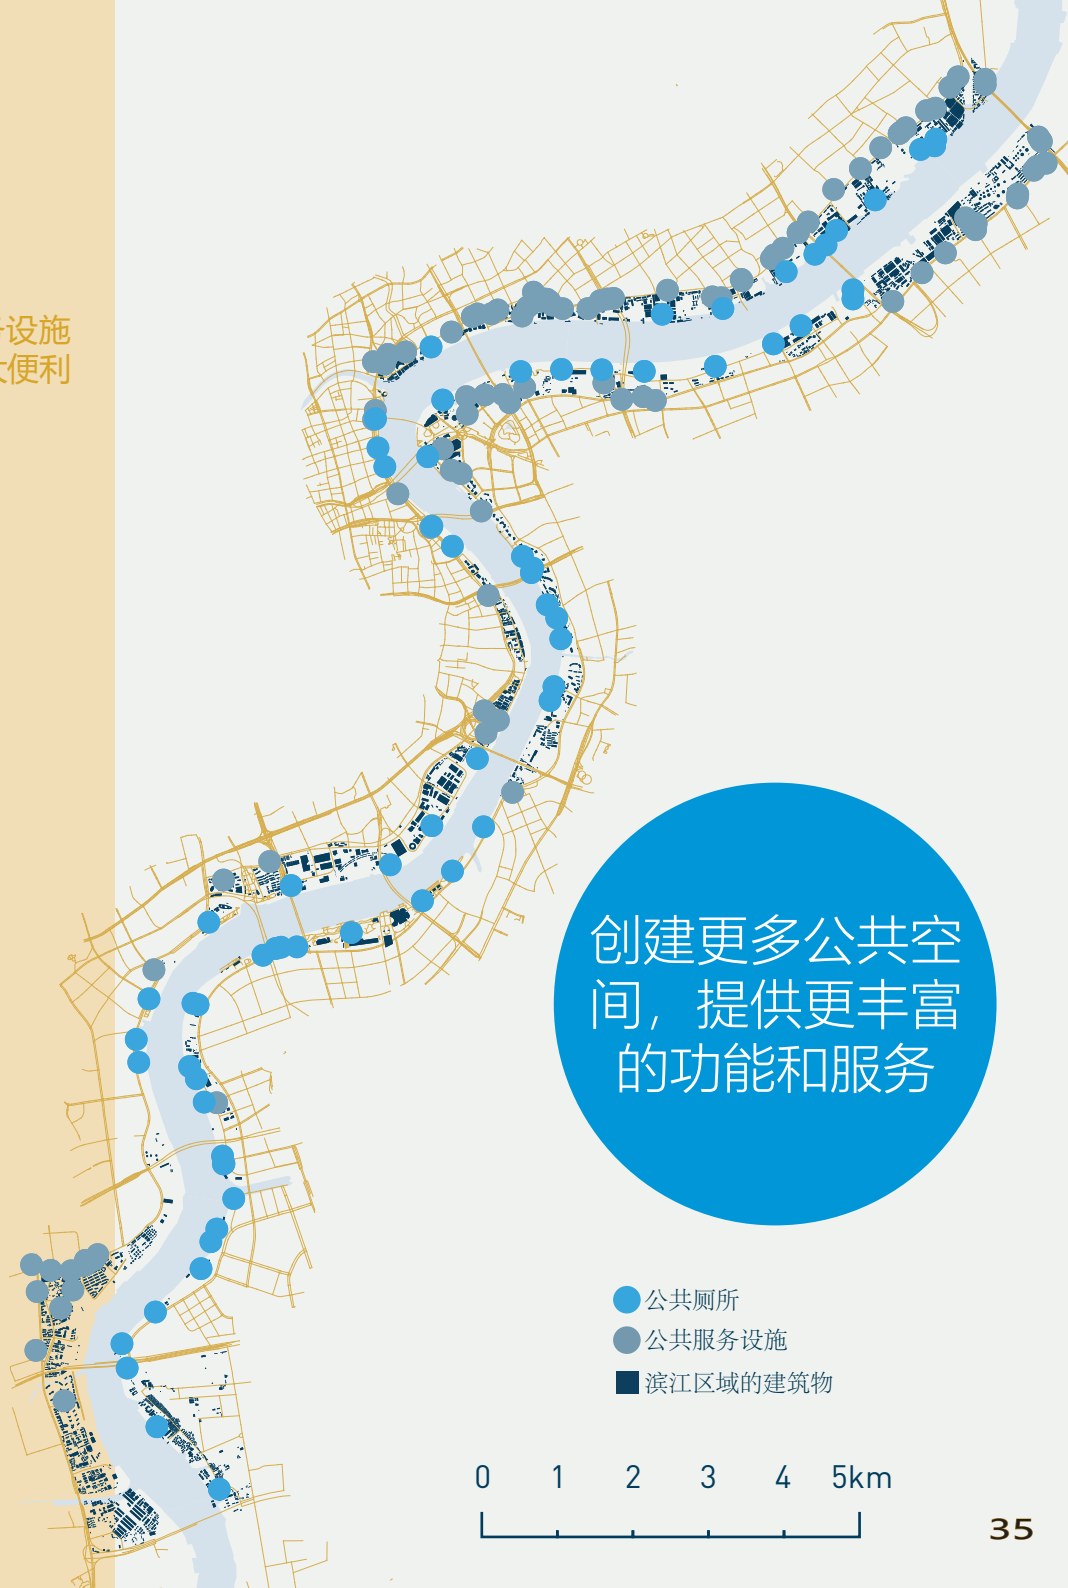 设施
便利
创建更多公共空
间，提供更丰富
的功能和服务
公共厕所
公共服务设施
滨江区域的建筑物
0 1 2 3 4 5km
35